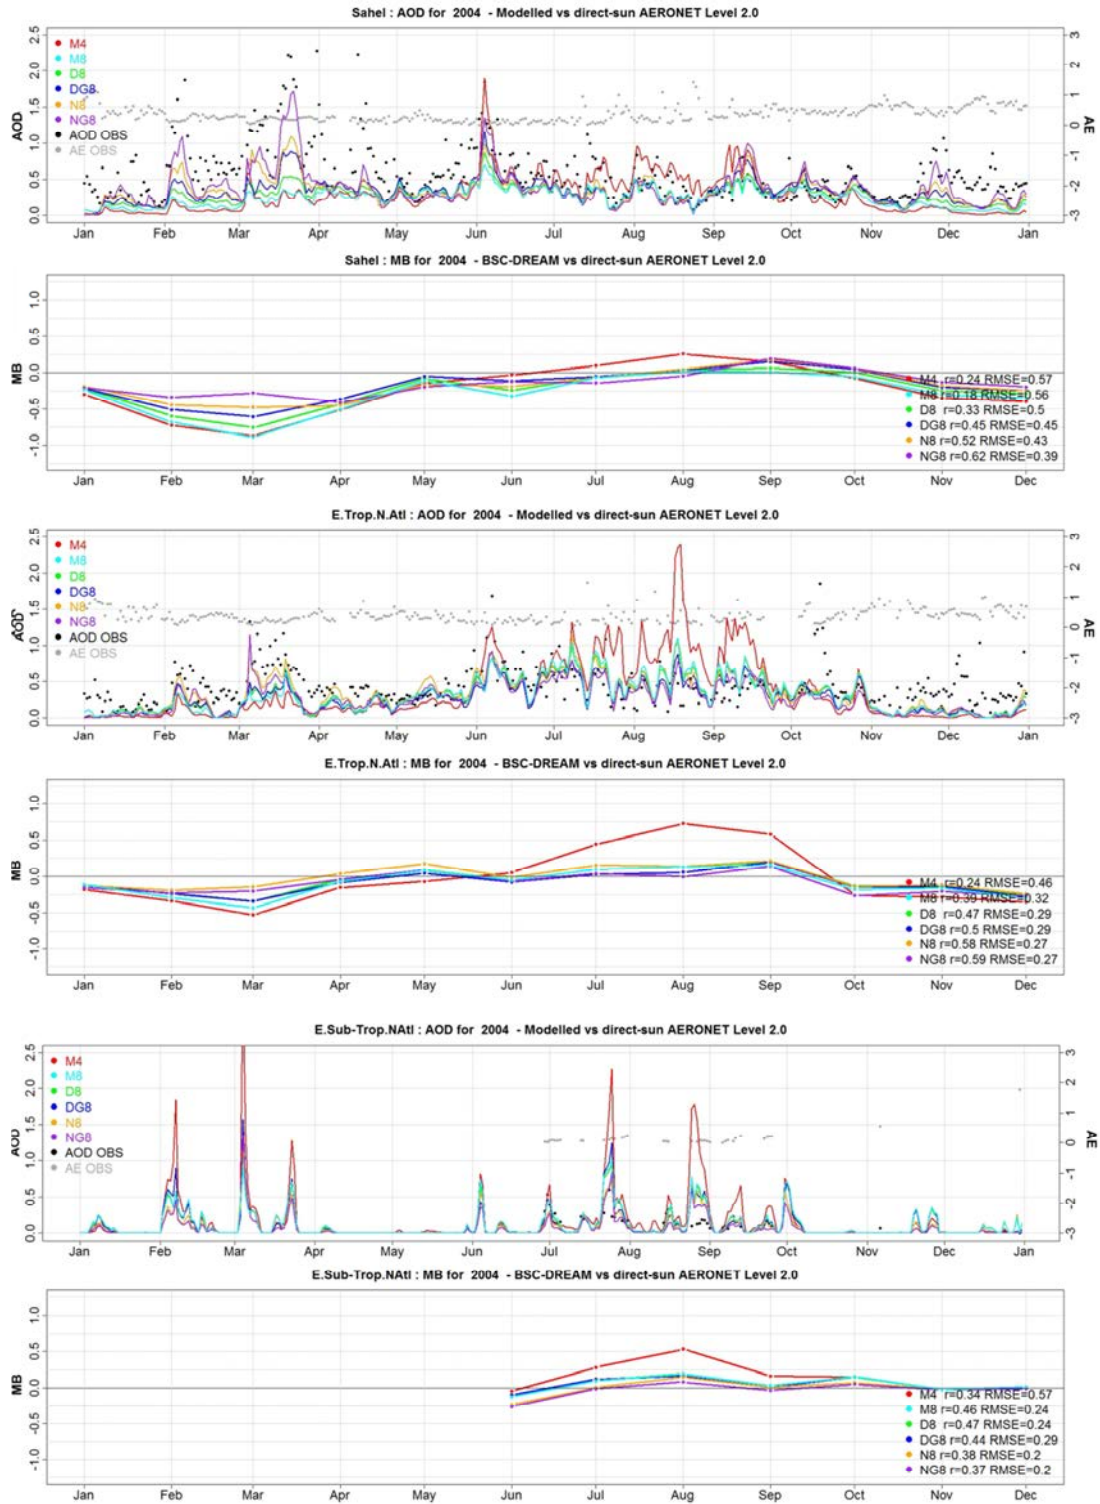 Sahel : AOD for 2004 - Modelled vs direct-sun AERONET Level 2.0
AOD
0.0 0.5 1.0 1.5 2.0 2.5
M4
M8
D8
DG8
N8
NG8
AOD OBS
AE OBS
-3 -2 -1 0 1 2 3
AE
Jan Feb Mar Apr May Jun Jul Aug Sep Oct Nov Dec Jan
Sahel : MB for 2004 - BSC-DREAM vs direct-sun AERONET Level 2.0
MB
-1.0 -0.5 0.0 0.5 1.0
M4 r=0.24 RMSE=0.57
M8 r=0.18 RMSE=0.56
D8 r=0.33 RMSE=0.5
DG8 r=0.45 RMSE=0.45
N8 r=0.52 RMSE=0.43
NG8 r=0.62 RMSE=0.39
Jan Feb Mar Apr May Jun Jul Aug Sep Oct Nov Dec
E.Trop.N.Atl : AOD for 2004 - Modelled vs direct-sun AERONET Level 2.0
AOD
0.0 0.5 1.0 1.5 2.0 2.5
M4
M8
D8
DG8
N8
NG8
AOD OBS
AE OBS
-3 -2 -1 0 1 2 3
AE
Jan Feb Mar Apr May Jun Jul Aug Sep Oct Nov Dec Jan
E.Trop.N.Atl : MB for 2004 - BSC-DREAM vs direct-sun AERONET Level 2.0
MB
-1.0 -0.5 0.0 0.5 1.0
M4 r=0.24 RMSE=0.46
M8 r=0.39 RMSE=0.32
D8 r=0.47 RMSE=0.29
DG8 r=0.5 RMSE=0.29
N8 r=0.58 RMSE=0.27
NG8 r=0.59 RMSE=0.27
Jan Feb Mar Apr May Jun Jul Aug Sep Oct Nov Dec
E.Sub-Trop.NAtl : AOD for 2004 - Modelled vs direct-sun AERONET Level 2.0
AOD
0.0 0.5 1.0 1.5 2.0 2.5
M4
M8
D8
DG8
N8
NG8
AOD OBS
AE OBS
-3 -2 -1 0 1 2 3
AE
Jan Feb Mar Apr May Jun Jul Aug Sep Oct Nov Dec Jan
E.Sub-Trop.NAtl : MB for 2004 - BSC-DREAM vs direct-sun AERONET Level 2.0
MB
-1.0 -0.5 0.0 0.5 1.0
M4 r=0.34 RMSE=0.57
M8 r=0.46 RMSE=0.24
D8 r=0.47 RMSE=0.24
DG8 r=0.44 RMSE=0.29
N8 r=0.38 RMSE=0.2
NG8 r=0.37 RMSE=0.2
Jan Feb Mar Apr May Jun Jul Aug Sep Oct Nov Dec